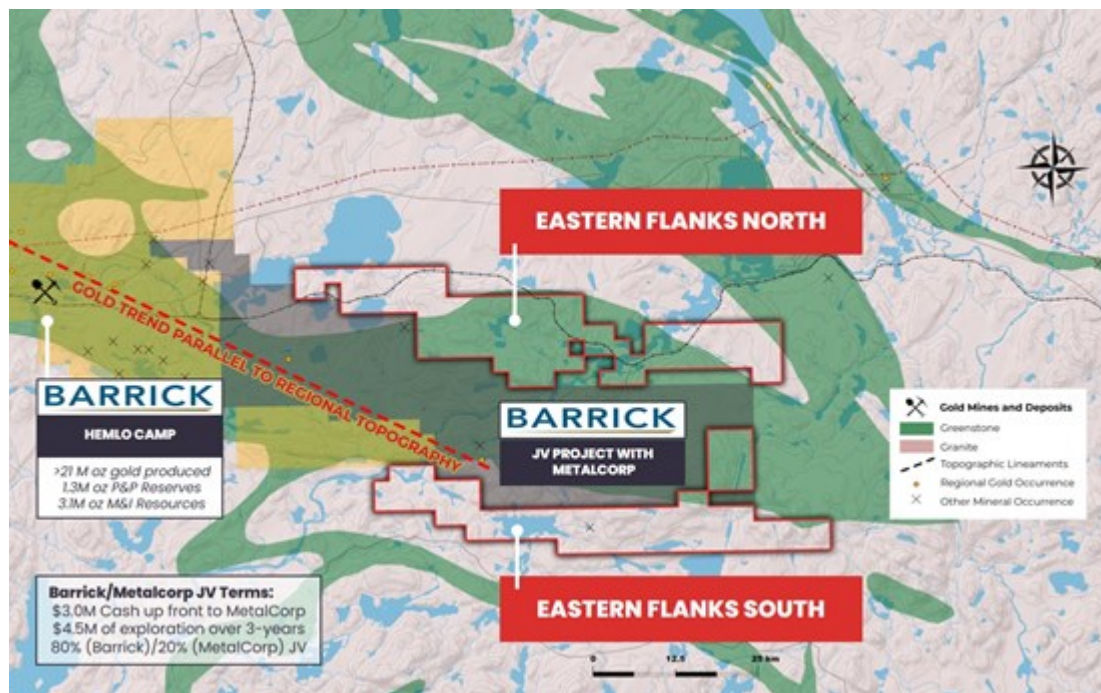 EASTERN FLANKS NORTH
GOLD TREND PARALLEL TO REGIONAL TOPOGRAPHY
BARRICK
HEMLO CAMP
>21 M oz gold produced
1.3M oz P&P Reserves
3.1M oz M&I Resources
BARRICK
JV PROJECT WITH
METALCORP
Gold Mines and Deposits
Greenstone
Granite
Topographic Lineaments
Regional Gold Occurrence
Other Mineral Occurrence
Barrick/Metalcorp JV Terms:
$3.0M Cash up front to MetalCorp
$4.5M of exploration over 3-years
80% (Barrick)/20% (MetalCorp) JV
EASTERN FLANKS SOUTH
0 12.5 25 km